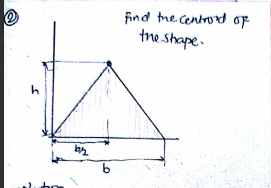 ②
Find the centroid of
the shape.
h
b/2
b